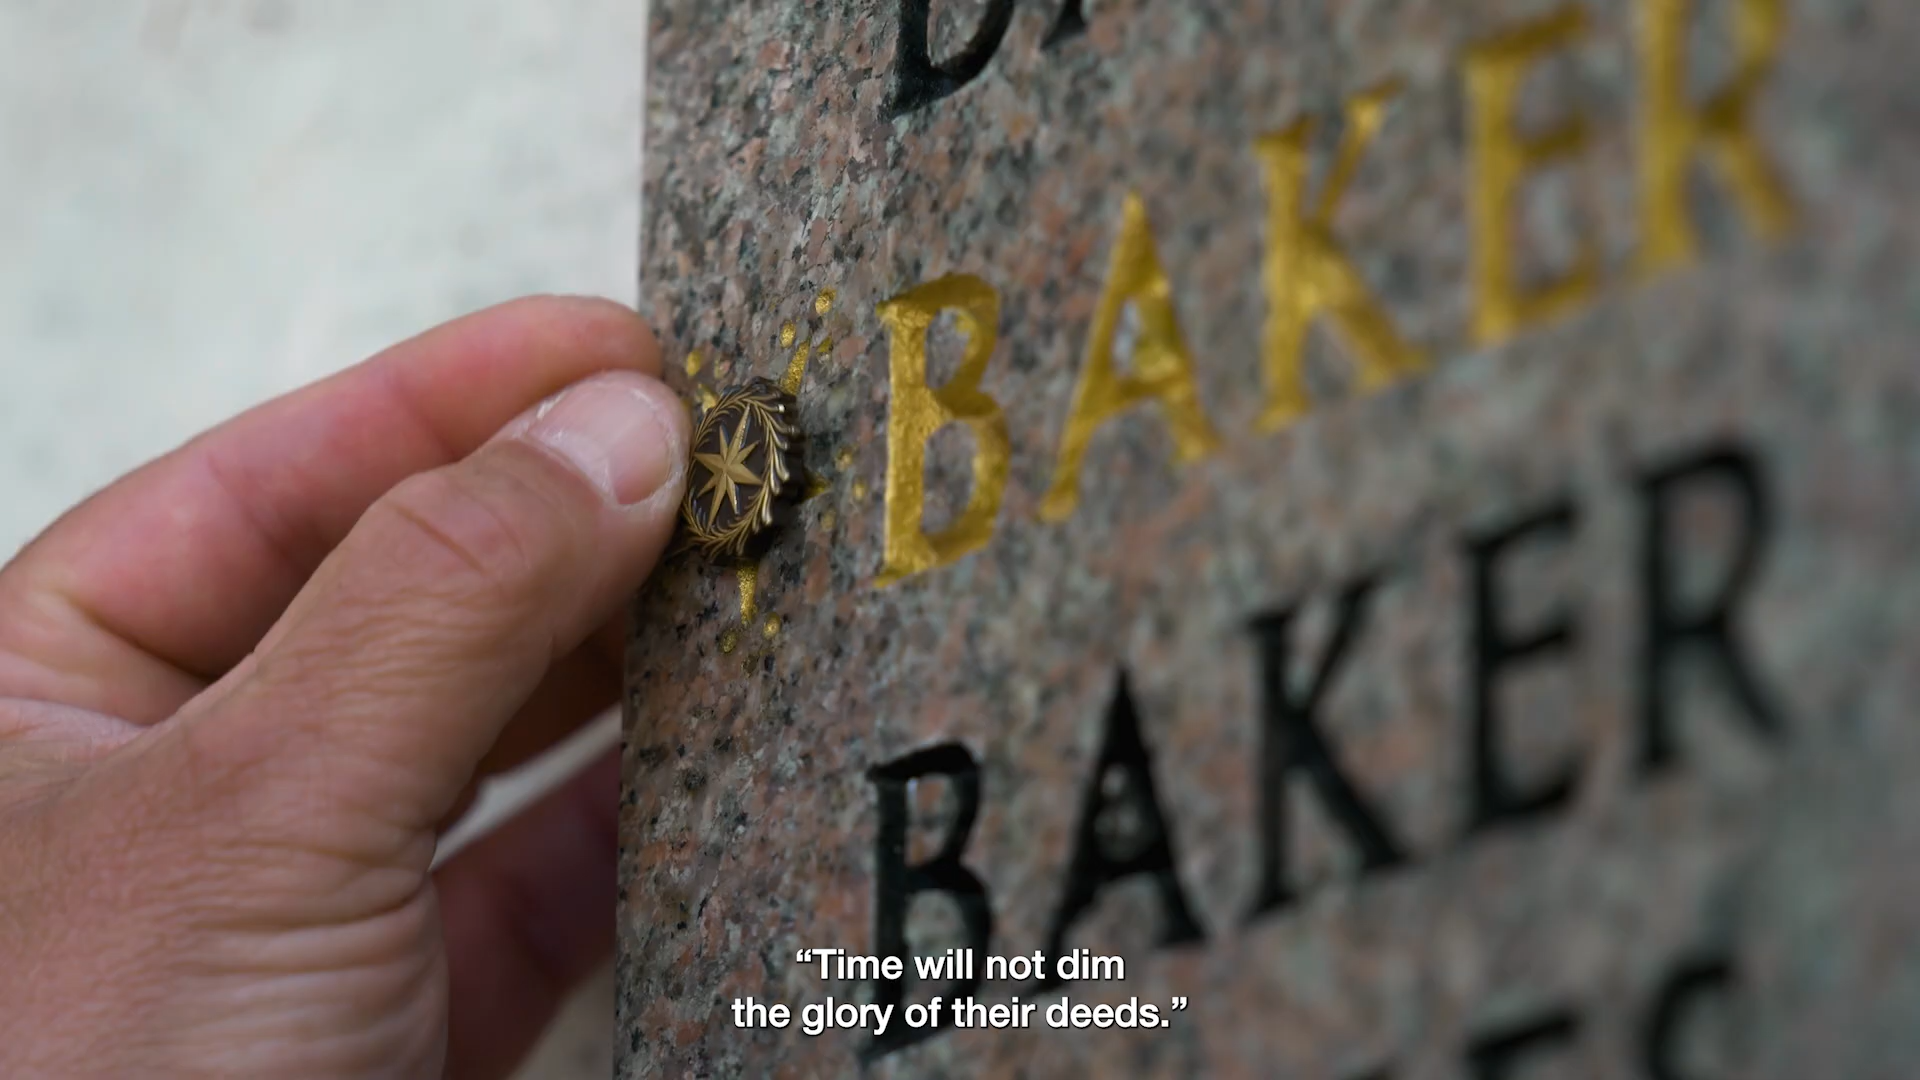 BAKER
BAKER
“Time will not dim
the glory of their deeds.”